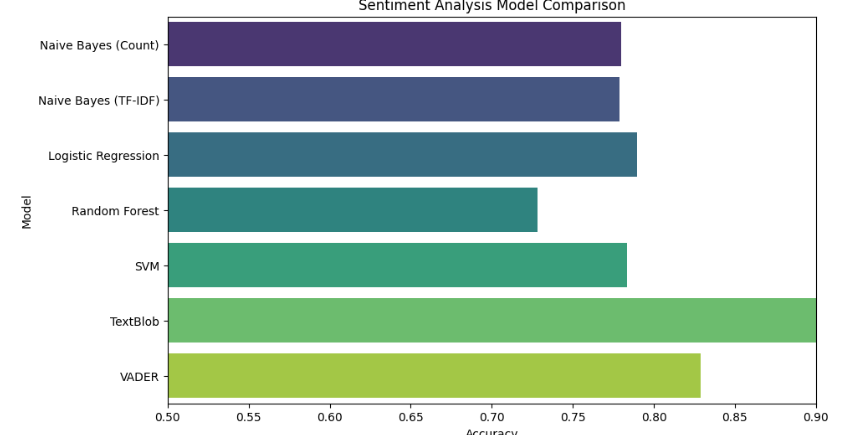 Sentiment Analysis Model Comparison
Naive Bayes (Count)
Naive Bayes (TF-IDF)
Logistic Regression
Random Forest
SVM
TextBlob
VADER
Model
0.50 0.55 0.60 0.65 0.70 0.75 0.80 0.85 0.90
Accuracy